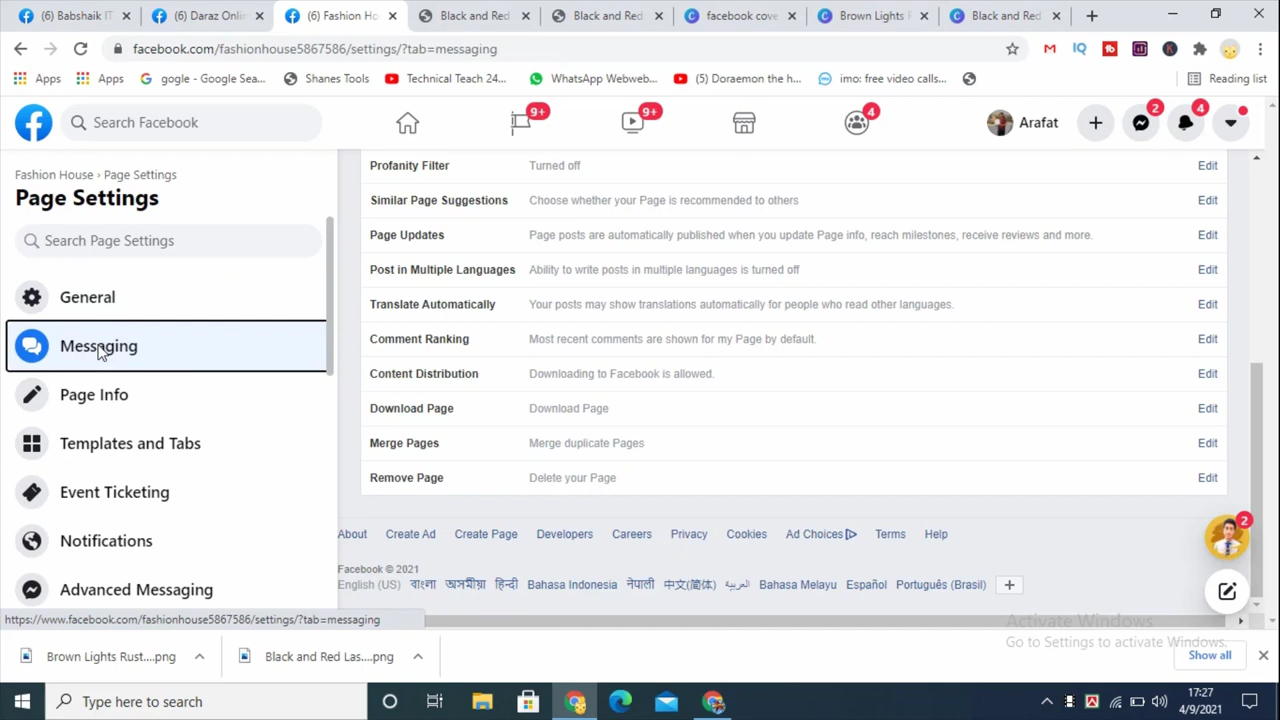 (6) Babshaik IT
(6) Daraz Onlin
(6) Fashion Ho
Black and Red
Black and Red
facebook cove
Brown Lights R
Black and Red
facebook.com/fashionhouse5867586/settings/?tab=messaging
Apps
Apps
gogle - Google Sea...
Shanes Tools
Technical Teach 24...
WhatsApp Webweb...
(5) Doraemon the h...
imo: free video calls...
Reading list
Search Facebook
9+
9+
4
Arafat
2
4
Fashion House › Page Settings
Page Settings
Search Page Settings
General
Messaging
Page Info
Templates and Tabs
Event Ticketing
Notifications
Advanced Messaging
Profanity Filter Turned off Edit
Similar Page Suggestions Choose whether your Page is recommended to others Edit
Page Updates Page posts are automatically published when you update Page info, reach milestones, receive reviews and more. Edit
Post in Multiple Languages Ability to write posts in multiple languages is turned off Edit
Translate Automatically Your posts may show translations automatically for people who read other languages. Edit
Comment Ranking Most recent comments are shown for my Page by default. Edit
Content Distribution Downloading to Facebook is allowed. Edit
Download Page Download Page Edit
Merge Pages Merge duplicate Pages Edit
Remove Page Delete your Page Edit
About Create Ad Create Page Developers Careers Privacy Cookies Ad Choices Terms Help
Facebook © 2021
English (US) বাংলা অসমীয়া हिन्दी Bahasa Indonesia नेपाली 中文(简体) العربية Bahasa Melayu Español Português (Brasil)
2
https://www.facebook.com/fashionhouse5867586/settings/?tab=messaging
Activate Windows
Go to Settings to activate Windows.
Brown Lights Rust....png
Black and Red Las....png
Show all
Type here to search
17:27
4/9/2021